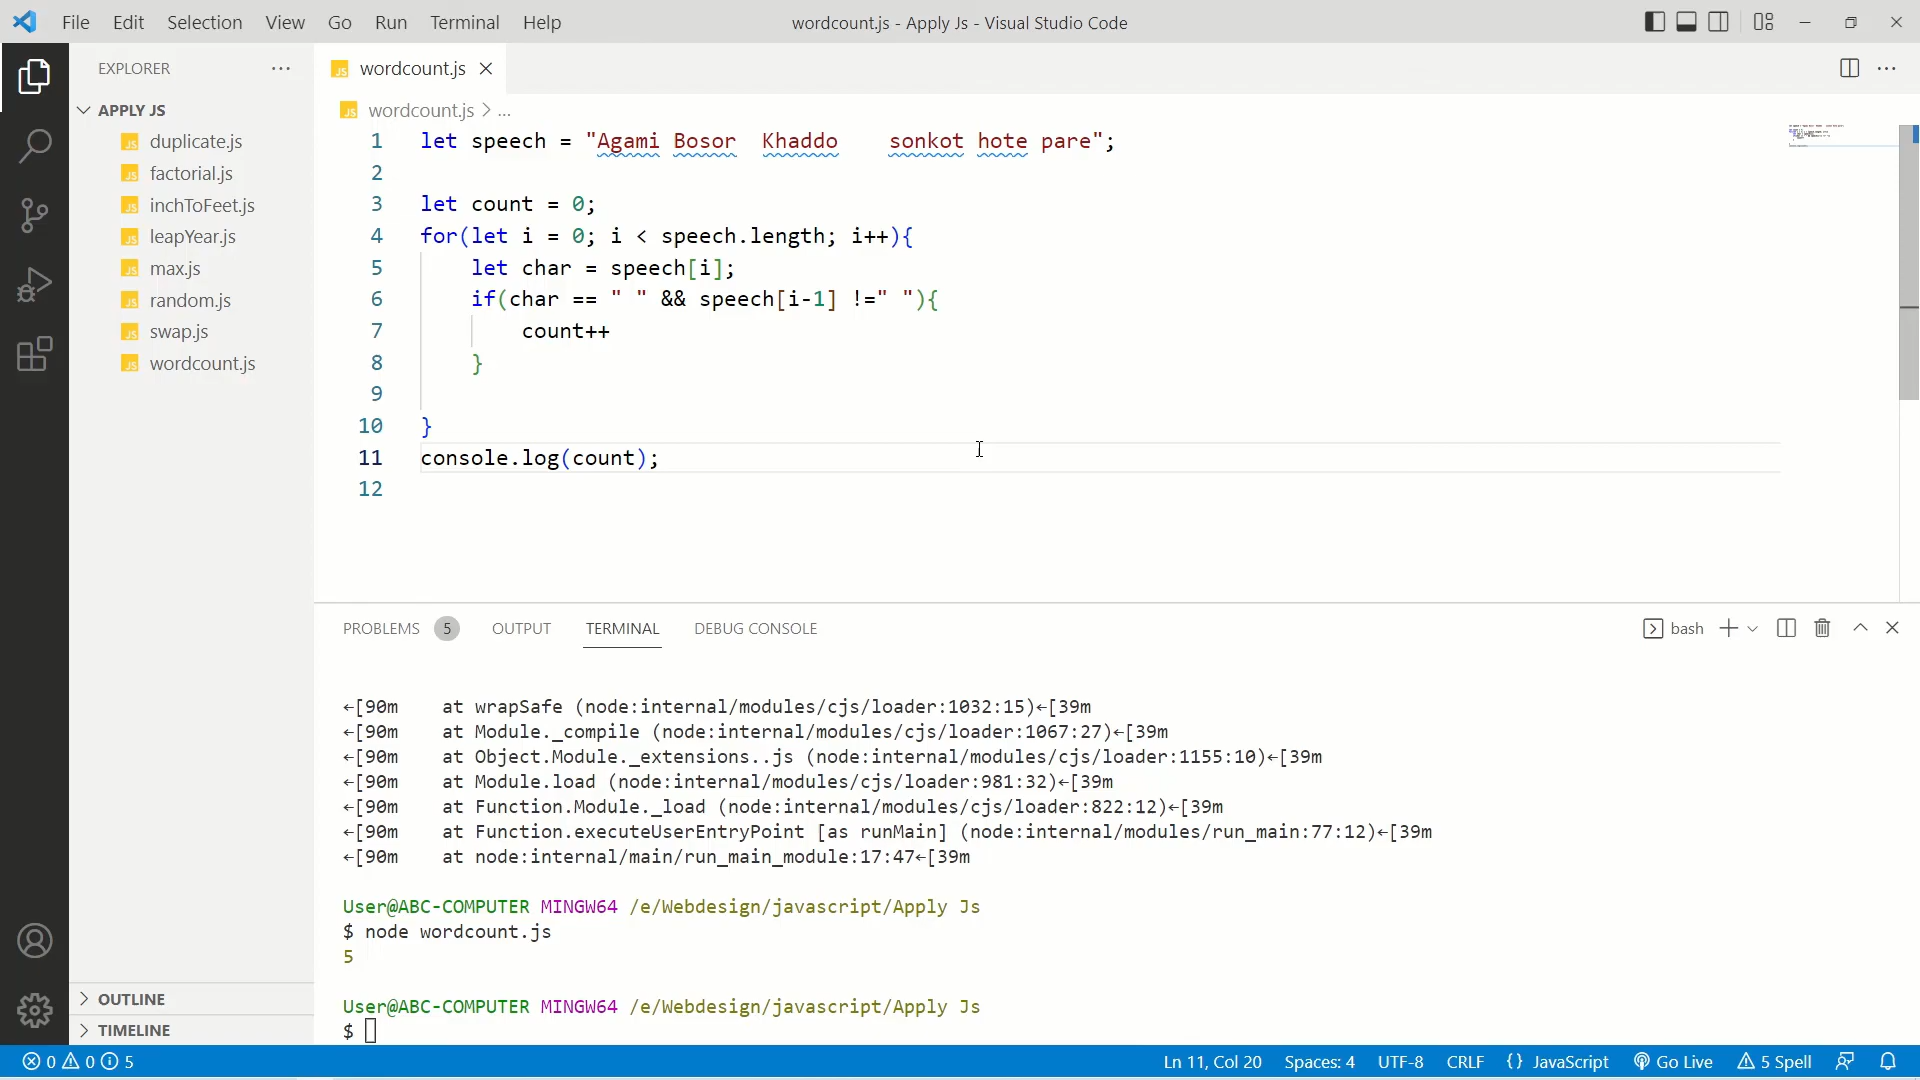 File Edit Selection View Go Run Terminal Help
wordcount.js - Apply Js - Visual Studio Code
EXPLORER
APPLY JS
JS duplicate.js
JS factorial.js
JS inchToFeet.js
JS leapYear.js
JS max.js
JS random.js
JS swap.js
JS wordcount.js
OUTLINE
TIMELINE
JS wordcount.js
JS wordcount.js > ...
1 let speech = "Agami Bosor  Khaddo    sonkot hote pare";
2
3 let count = 0;
4 for(let i = 0; i < speech.length; i++){
5     let char = speech[i];
6     if(char == " " && speech[i-1] !=" "){
7         count++
8     }
9
10 }
11 console.log(count);
12
PROBLEMS 5 OUTPUT TERMINAL DEBUG CONSOLE
bash
←[90m    at wrapSafe (node:internal/modules/cjs/loader:1032:15)←[39m
←[90m    at Module._compile (node:internal/modules/cjs/loader:1067:27)←[39m
←[90m    at Object.Module._extensions..js (node:internal/modules/cjs/loader:1155:10)←[39m
←[90m    at Module.load (node:internal/modules/cjs/loader:981:32)←[39m
←[90m    at Function.Module._load (node:internal/modules/cjs/loader:822:12)←[39m
←[90m    at Function.executeUserEntryPoint [as runMain] (node:internal/modules/run_main:77:12)←[39m
←[90m    at node:internal/main/run_main_module:17:47←[39m
User@ABC-COMPUTER MINGW64 /e/Webdesign/javascript/Apply Js
$ node wordcount.js
5
User@ABC-COMPUTER MINGW64 /e/Webdesign/javascript/Apply Js
$
0 0 5
Ln 11, Col 20 Spaces: 4 UTF-8 CRLF {} JavaScript Go Live 5 Spell